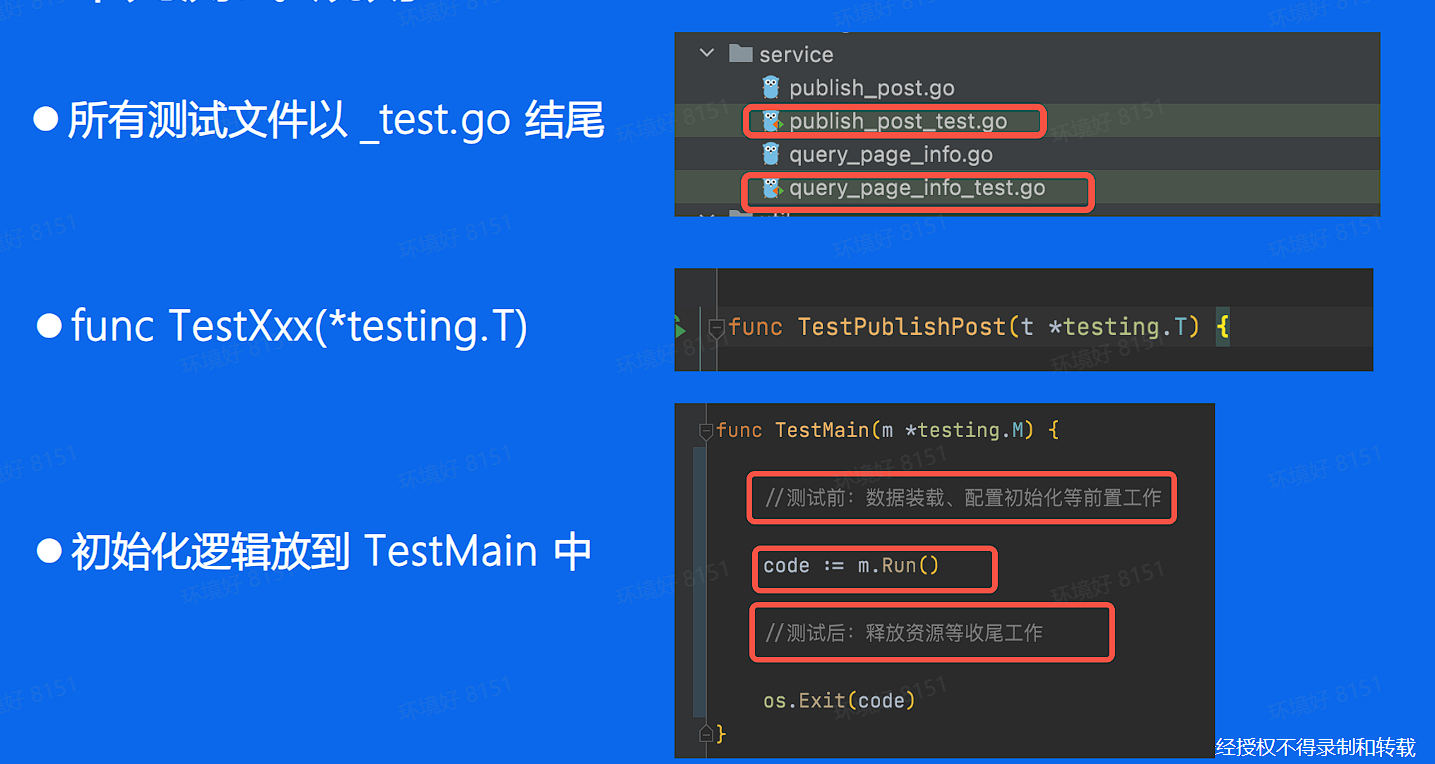 service
publish_post.go
● 所有测试文件以 _test.go 结尾
publish_post_test.go
query_page_info.go
query_page_info_test.go
● func TestXxx(*testing.T)
func TestPublishPost(t *testing.T) {
func TestMain(m *testing.M) {
//测试前：数据装载、配置初始化等前置工作
● 初始化逻辑放到 TestMain 中
code := m.Run()
//测试后：释放资源等收尾工作
os.Exit(code)
}
经授权不得录制和转载
环境好 8151